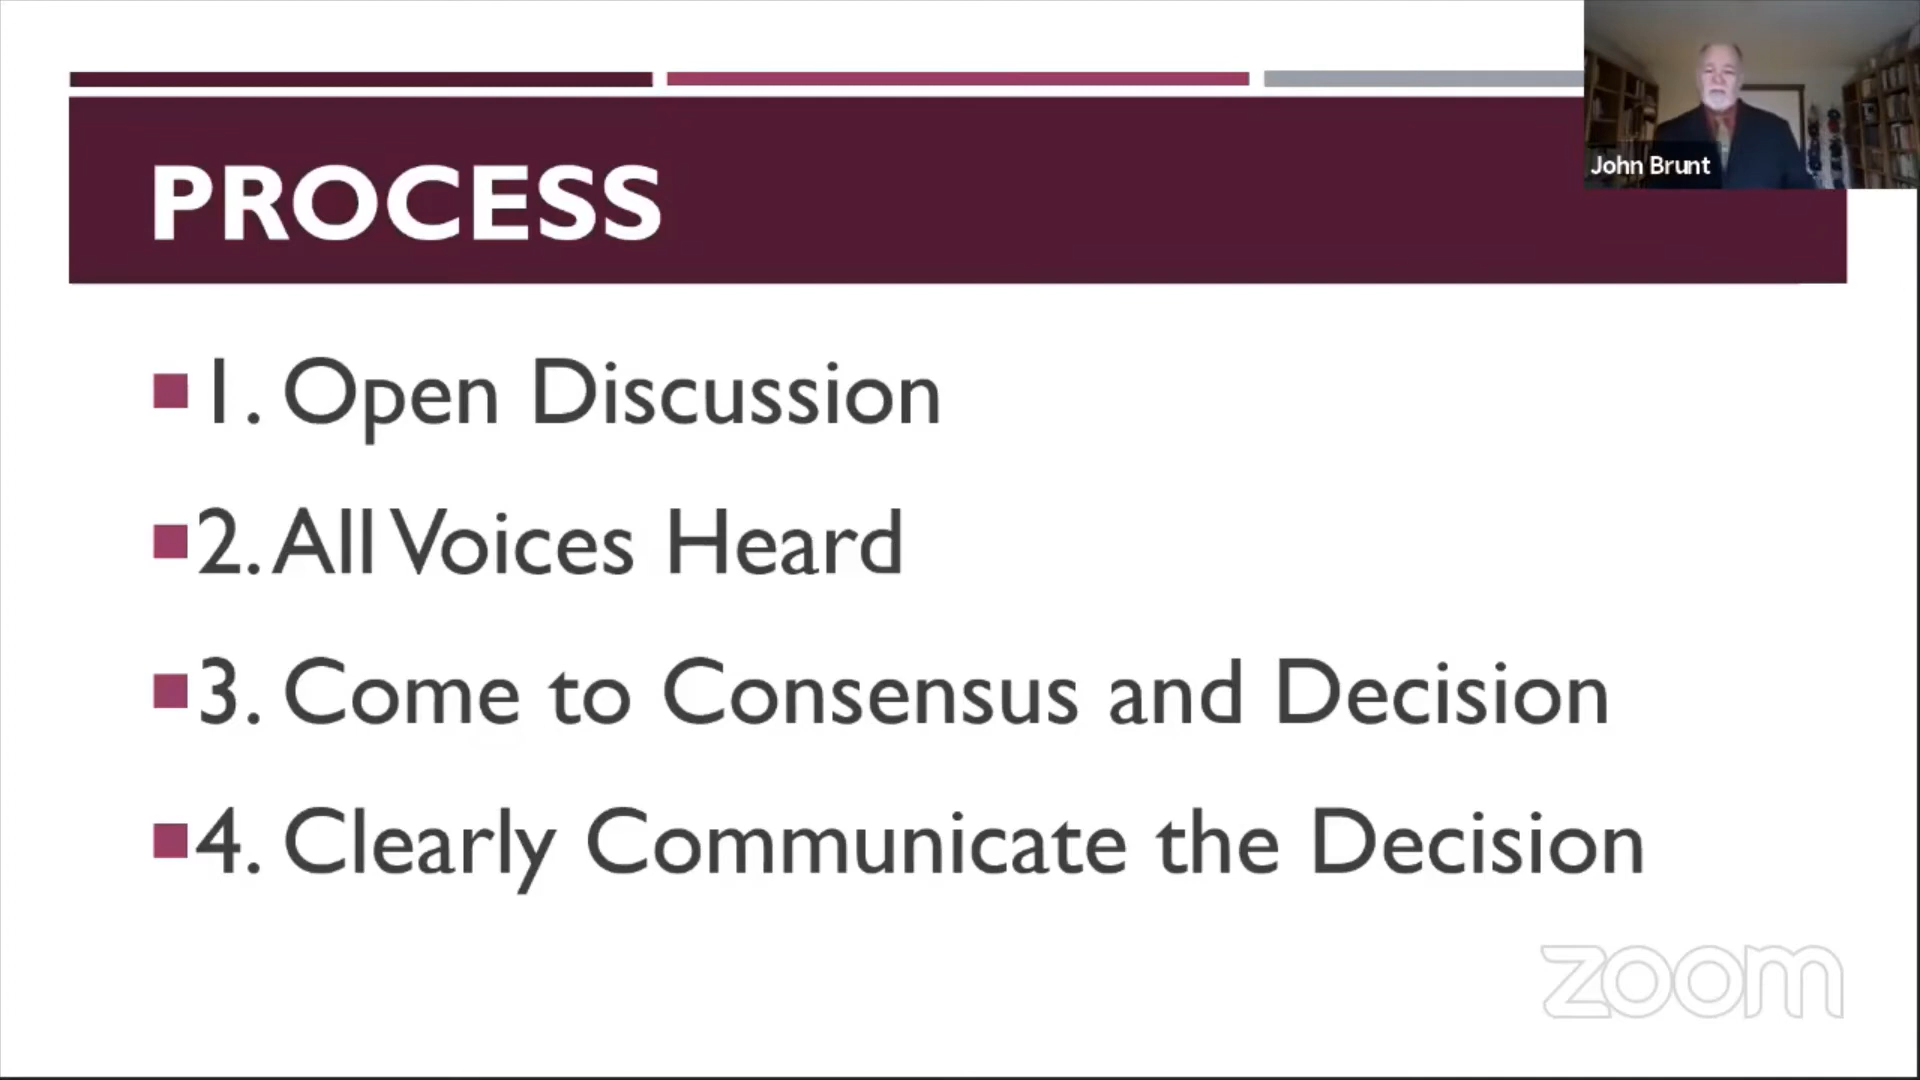 John Brunt
PROCESS
1. Open Discussion
2. All Voices Heard
3. Come to Consensus and Decision
4. Clearly Communicate the Decision
zoom